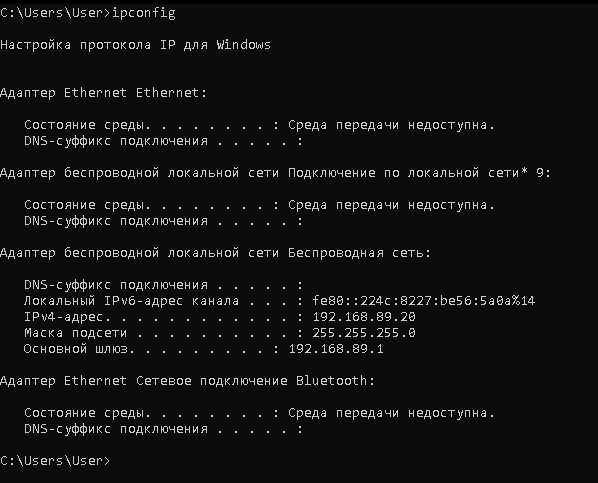 C:\Users\User>ipconfig
Настройка протокола IP для Windows
Адаптер Ethernet Ethernet:
Состояние среды. . . . . . . . : Среда передачи недоступна.
DNS-суффикс подключения . . . . . :
Адаптер беспроводной локальной сети Подключение по локальной сети* 9:
Состояние среды. . . . . . . . : Среда передачи недоступна.
DNS-суффикс подключения . . . . . :
Адаптер беспроводной локальной сети Беспроводная сеть:
DNS-суффикс подключения . . . . . :
Локальный IPv6-адрес канала . . . : fe80::224c:8227:be56:5a0a%14
IPv4-адрес. . . . . . . . . . . . : 192.168.89.20
Маска подсети . . . . . . . . . . : 255.255.255.0
Основной шлюз. . . . . . . . . : 192.168.89.1
Адаптер Ethernet Сетевое подключение Bluetooth:
Состояние среды. . . . . . . . : Среда передачи недоступна.
DNS-суффикс подключения . . . . . :
C:\Users\User>